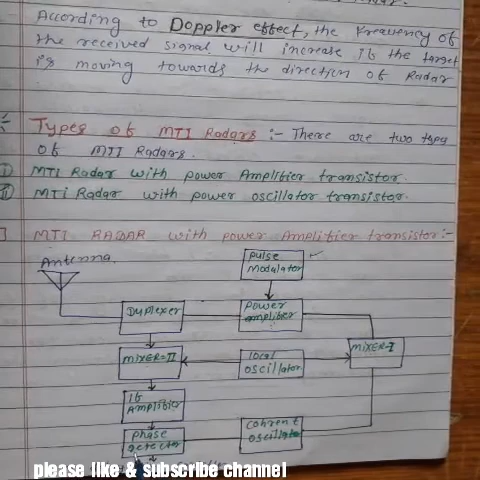 According to Doppler effect, the frequency of
the received signal will increase if the target
is moving towards the direction of Radar
Types of MTI Radars :- There are two type
of MTI Radars.
I MTI Radar with power Amplifier transistor.
II MTi Radar with power oscillator transistor.
MTI RADAR with power Amplifier transistor:-
Antenna
pulse
Modulator
Duplexer
power
amplifier
MIXER-II
local
oscillator
MIXER-I
If
Amplifier
phase
detector
cohrent
oscillator
please like & subscribe channel